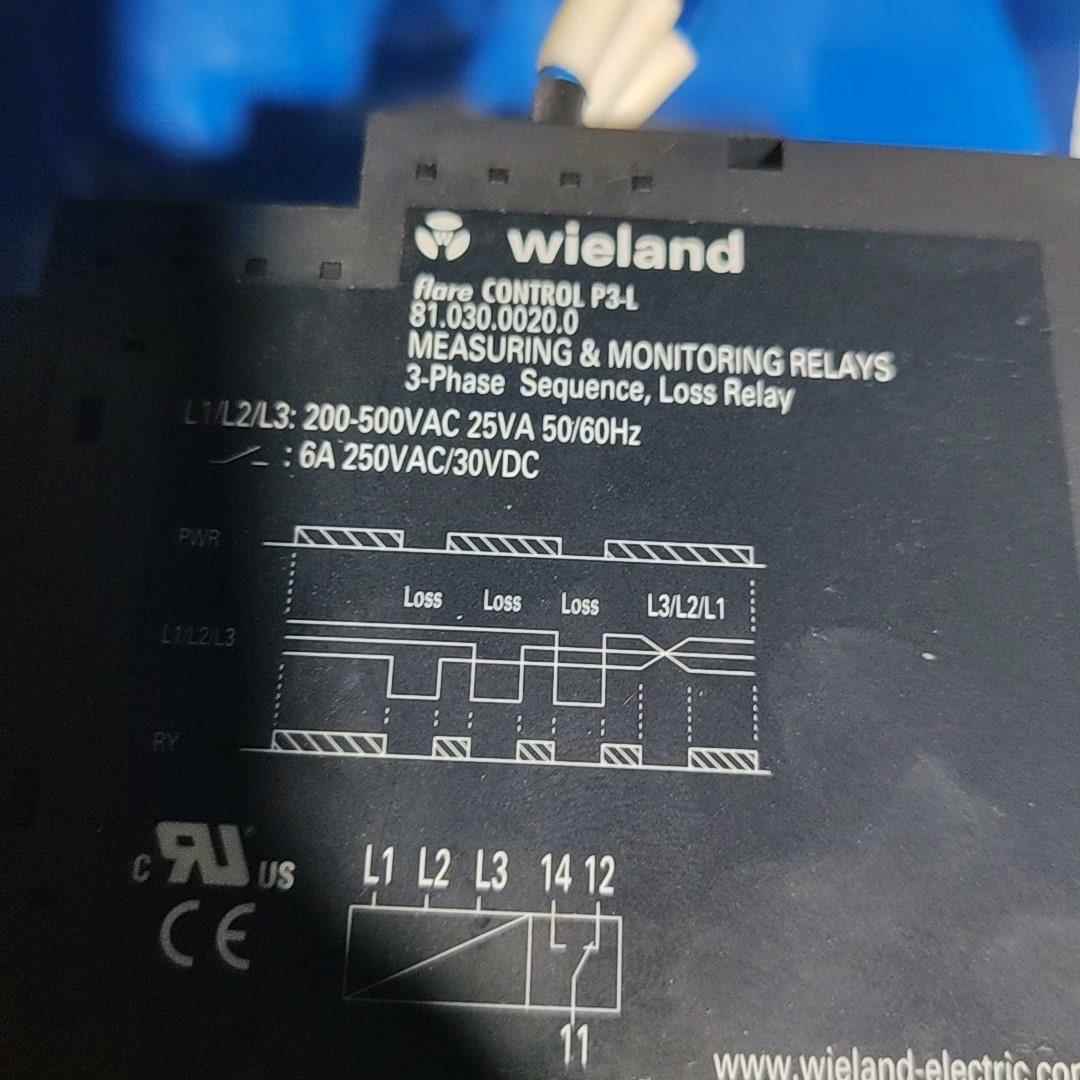 wieland
flare CONTROL P3-L
81.030.0020.0
MEASURING & MONITORING RELAYS
3-Phase Sequence, Loss Relay
L1/L2/L3: 200-500VAC 25VA 50/60Hz
: 6A 250VAC/30VDC
PWR
Loss Loss Loss L3/L2/L1
L1/L2/L3
RY
C RU US
CE
L1 L2 L3 14 12
11
www.wieland-electric.com